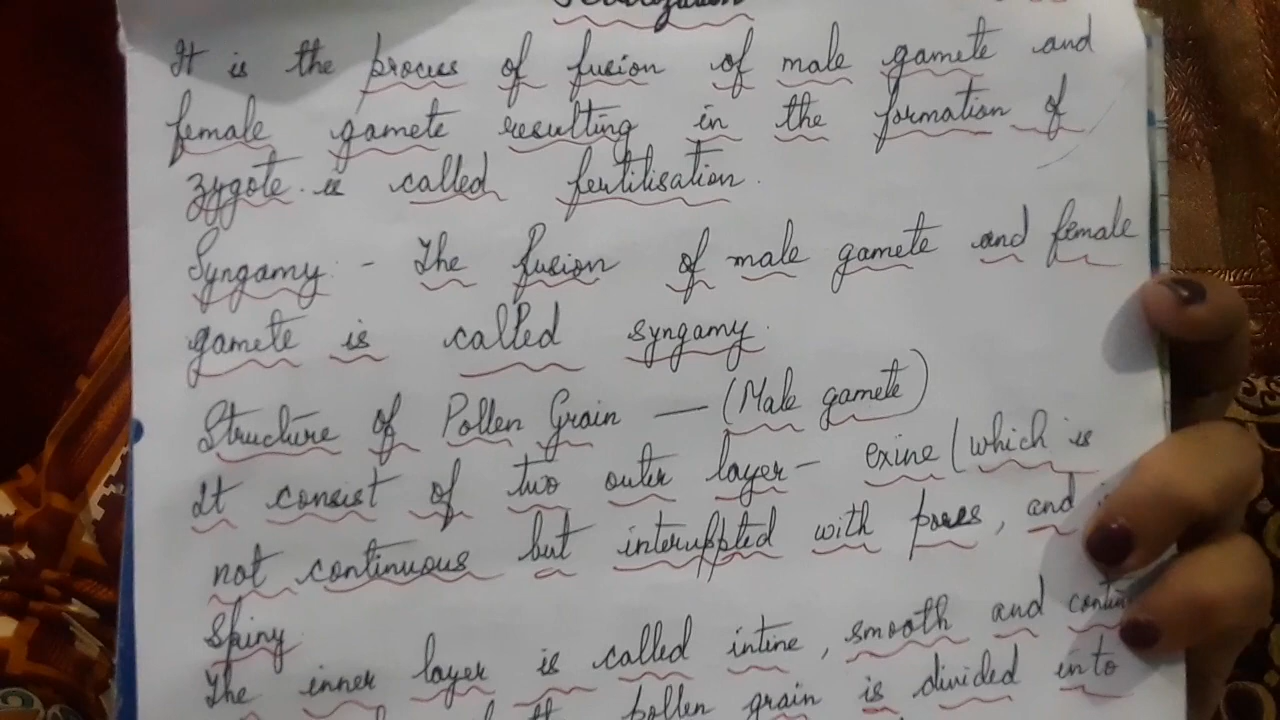 It is the process of fusion of male gamete and
female gamete resulting in the formation of
zygote is called fertilisation.
Syngamy :- The fusion of male gamete and female
gamete is called syngamy.
Structure of Pollen Grain — (Male gamete)
It consist of two outer layer - exine (which is
not continuous but interuppted with pores, and
Spiny
The inner layer is called intine, smooth and
pollen grain is divided into